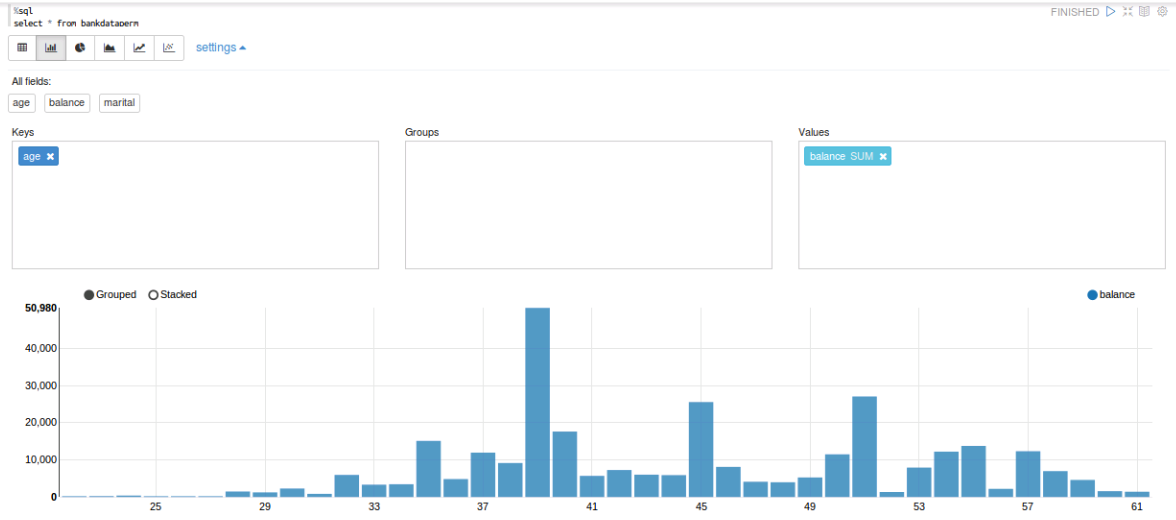 %sql
FINISHED
select * from bankdataperm
settings
All fields:
age balance marital
Keys Groups Values
age ✖ balance SUM ✖
Grouped Stacked balance
50,980
40,000
30,000
20,000
10,000
0
25 29 33 37 41 45 49 53 57 61